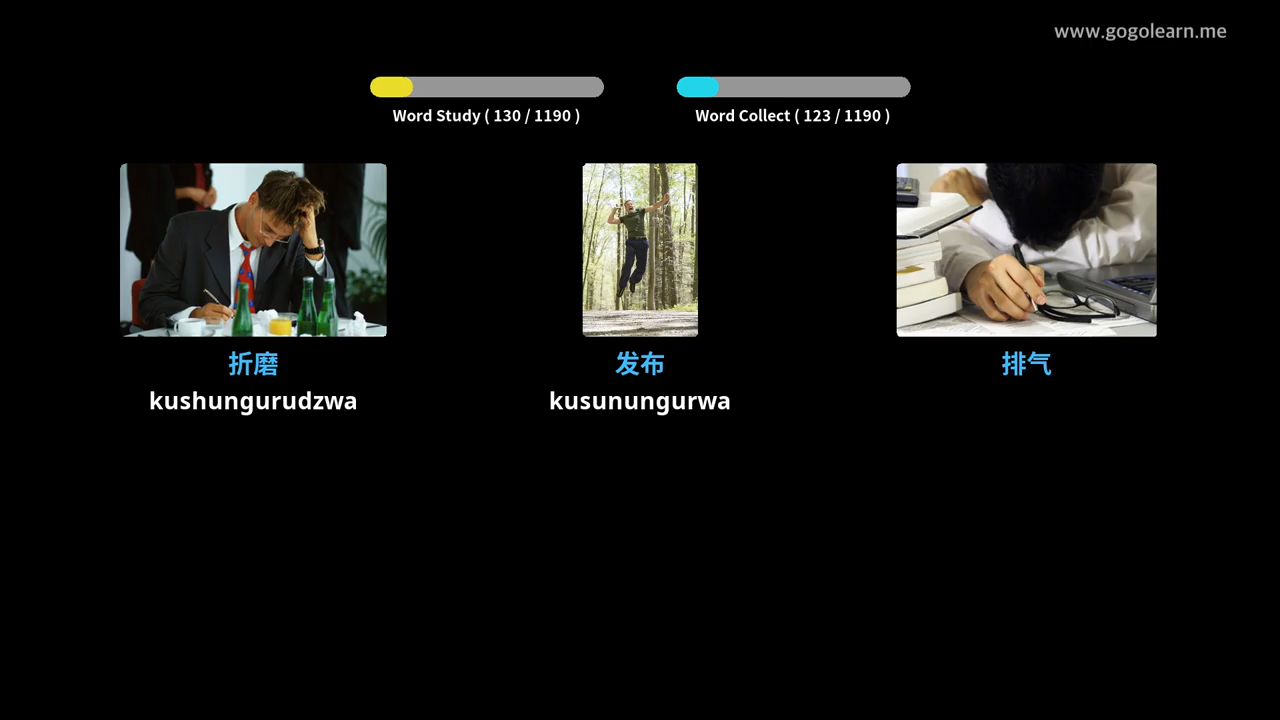 www.gogolearn.me
Word Study ( 130 / 1190 )
Word Collect ( 123 / 1190 )
折磨
kushungurudzwa
发布
kusunungurwa
排气